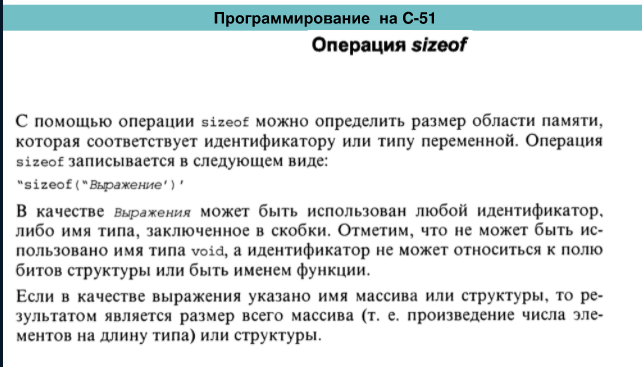 Программирование на С-51
Операция sizeof
С помощью операции sizeof можно определить размер области памяти,
которая соответствует идентификатору или типу переменной. Операция
sizeof записывается в следующем виде:
"sizeof("Выражение')'
В качестве Выражения может быть использован любой идентификатор,
либо имя типа, заключенное в скобки. Отметим, что не может быть ис-
пользовано имя типа void, а идентификатор не может относиться к полю
битов структуры или быть именем функции.
Если в качестве выражения указано имя массива или структуры, то ре-
зультатом является размер всего массива (т. е. произведение числа эле-
ментов на длину типа) или структуры.